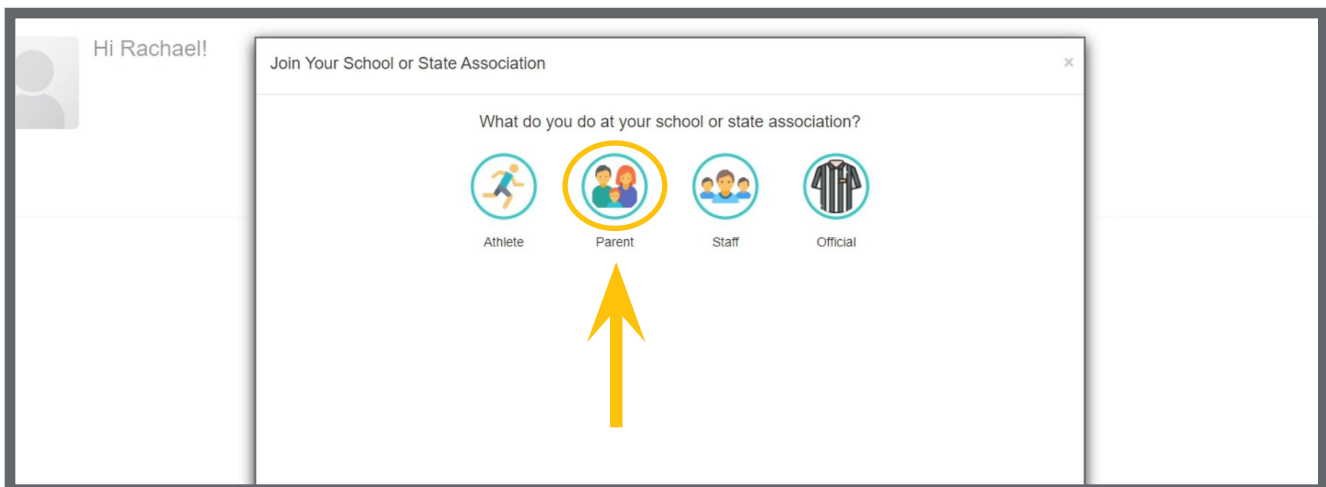 Hi Rachael!
Join Your School or State Association
×
What do you do at your school or state association?
Athlete
Parent
Staff
Official